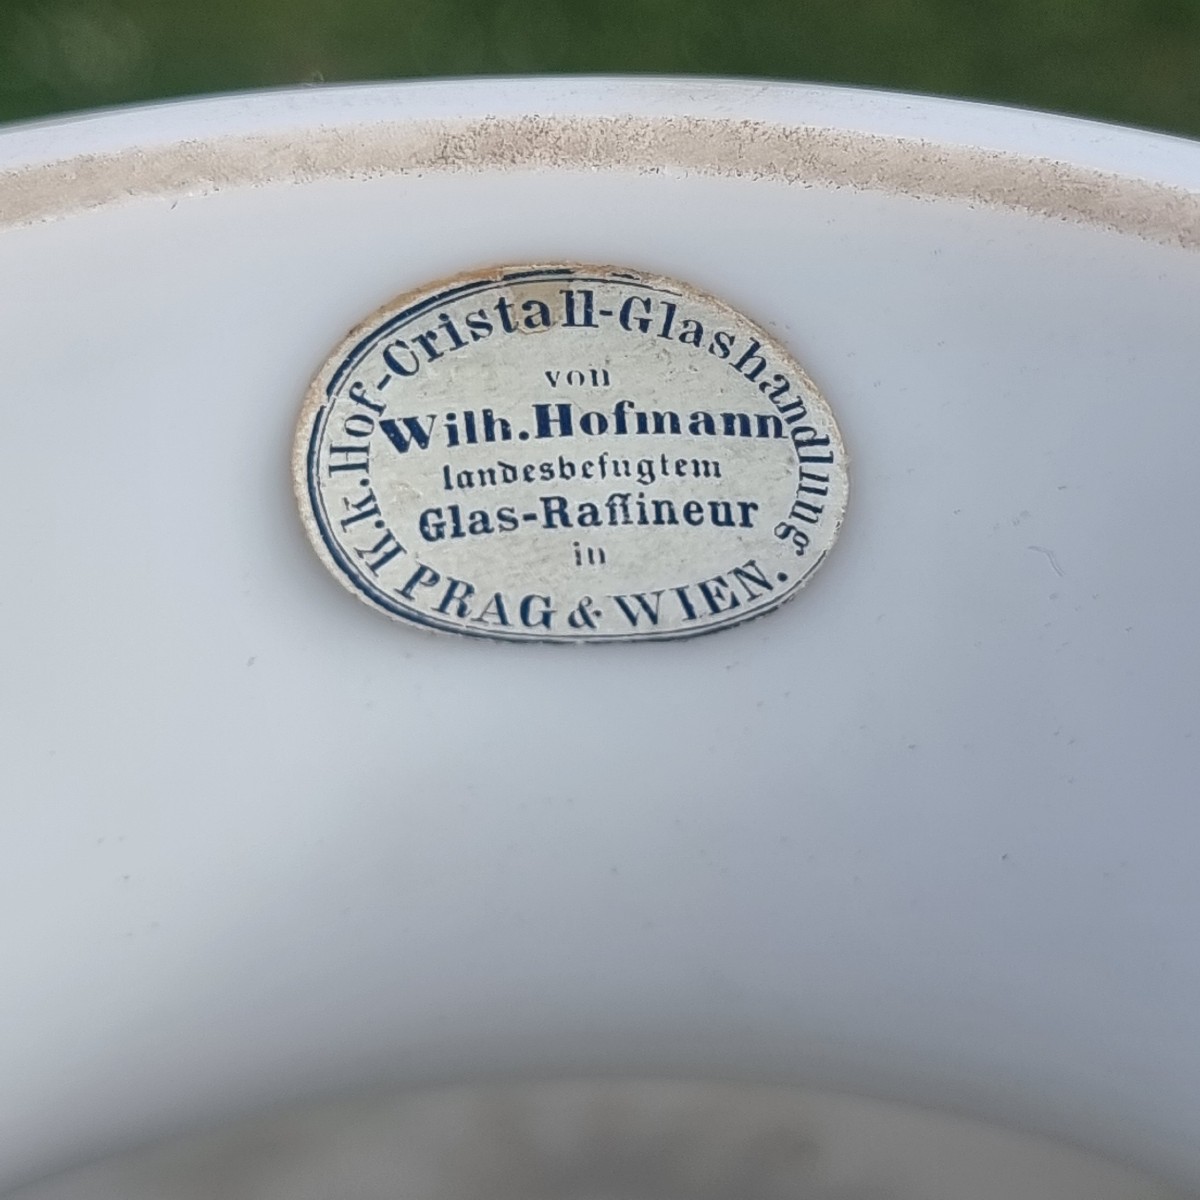 K.K. Hof-Cristall-Glashandlung
von
Wilh. Hofmann
landesbefugtem
Glas-Raffineur
in
PRAG & WIEN.